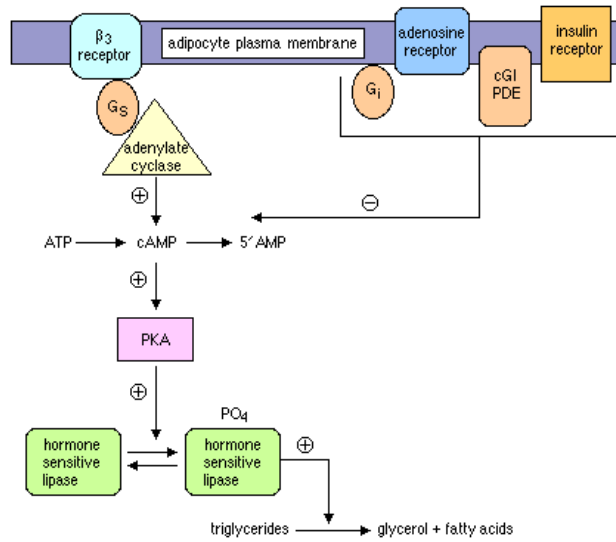 β3
receptor
adipocyte plasma membrane
adenosine
receptor
insulin
receptor
GS
Gi
cGI
PDE
adenylate
cyclase
+
−
ATP
cAMP
5′ AMP
+
PKA
+
PO4
hormone
sensitive
lipase
hormone
sensitive
lipase
+
triglycerides
glycerol + fatty acids